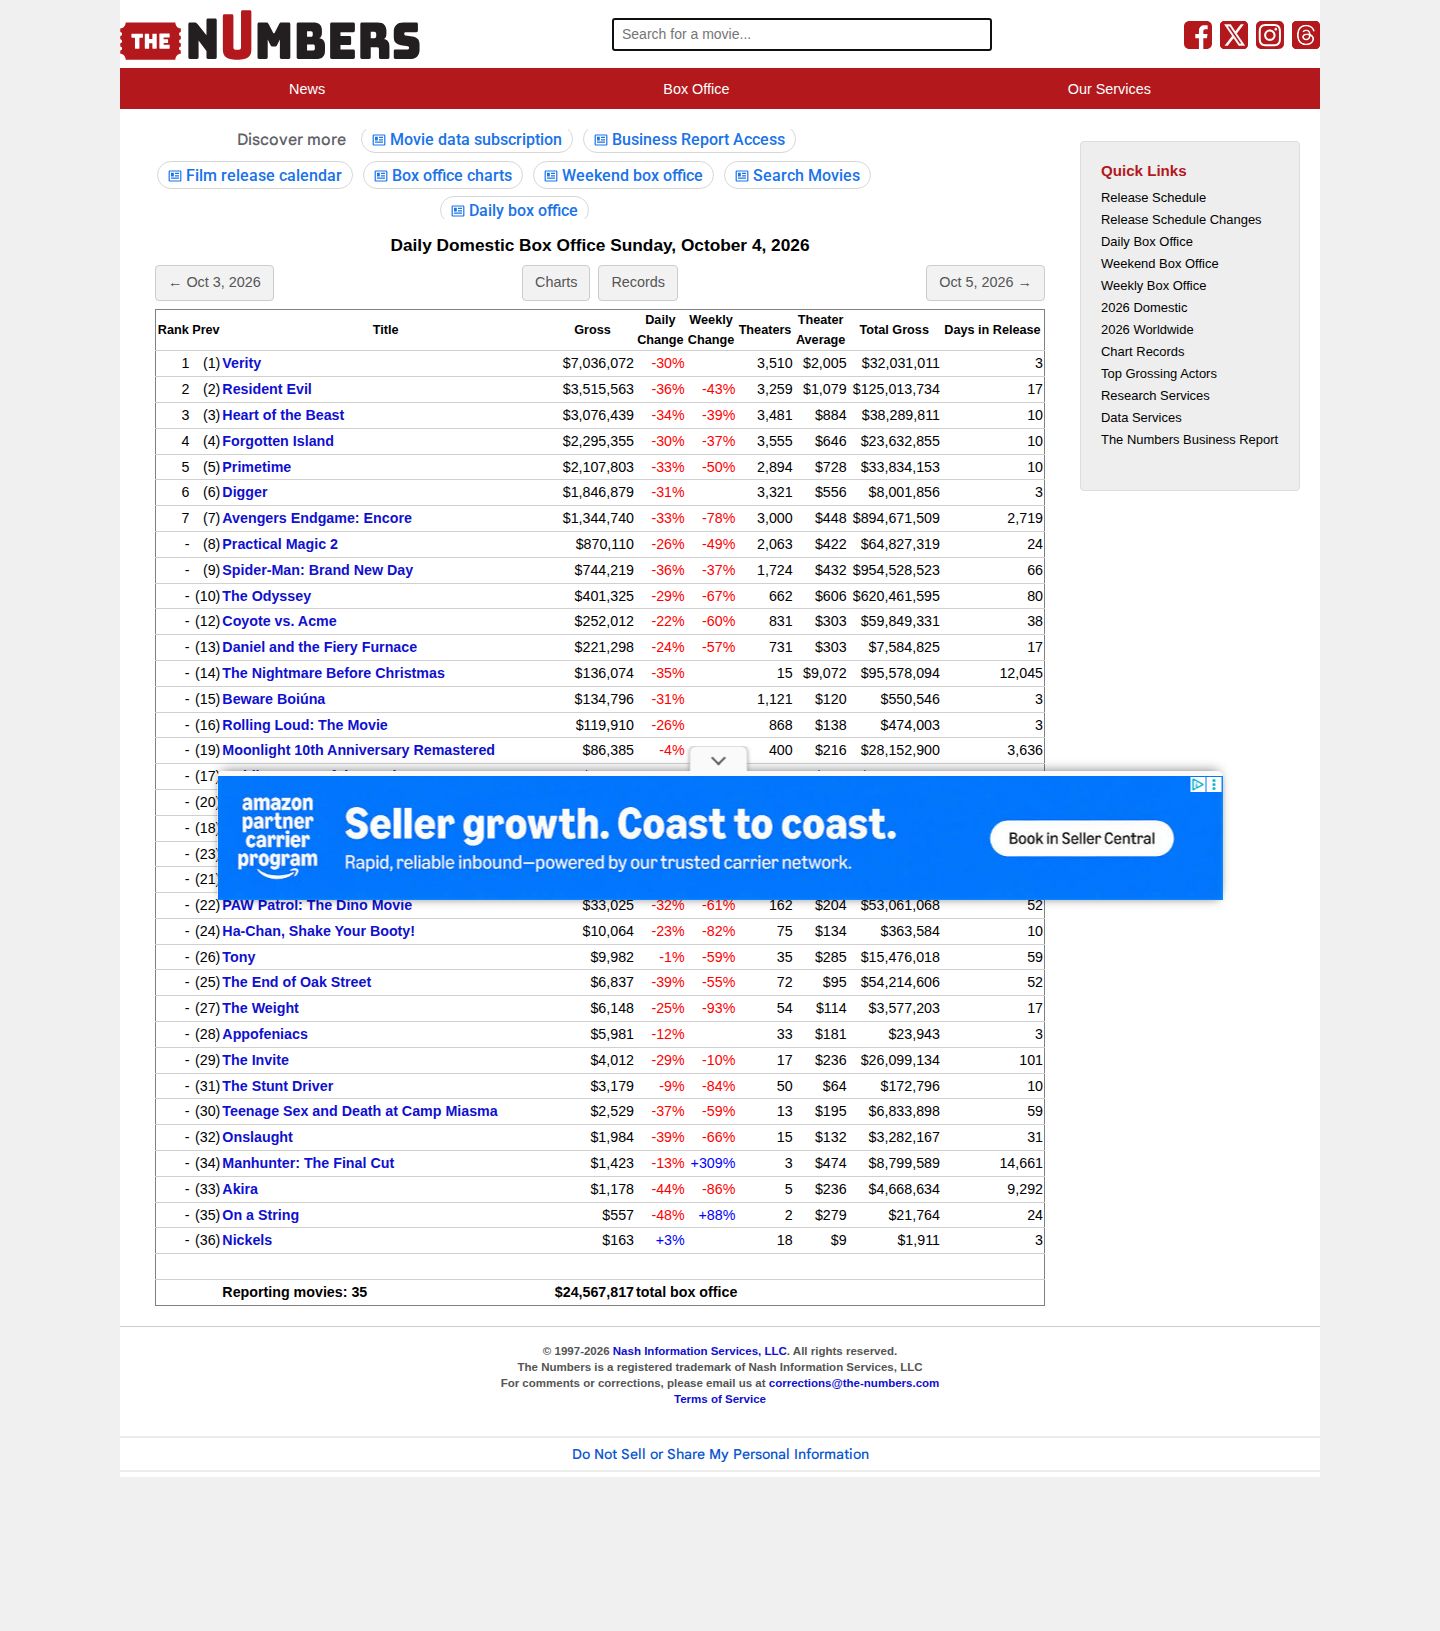 THE NUMBERS
Search for a movie...
News Box Office Our Services
Discover more Movie data subscription Business Report Access
Film release calendar Box office charts Weekend box office Search Movies
Daily box office
Daily Domestic Box Office Sunday, October 4, 2026
← Oct 3, 2026 Charts Records Oct 5, 2026 →
Rank Prev Title Gross Daily Change Weekly Change Theaters Theater Average Total Gross Days in Release
1 (1) Verity $7,036,072 -30% 3,510 $2,005 $32,031,011 3
2 (2) Resident Evil $3,515,563 -36% -43% 3,259 $1,079 $125,013,734 17
3 (3) Heart of the Beast $3,076,439 -34% -39% 3,481 $884 $38,289,811 10
4 (4) Forgotten Island $2,295,355 -30% -37% 3,555 $646 $23,632,855 10
5 (5) Primetime $2,107,803 -33% -50% 2,894 $728 $33,834,153 10
6 (6) Digger $1,846,879 -31% 3,321 $556 $8,001,856 3
7 (7) Avengers Endgame: Encore $1,344,740 -33% -78% 3,000 $448 $894,671,509 2,719
- (8) Practical Magic 2 $870,110 -26% -49% 2,063 $422 $64,827,319 24
- (9) Spider-Man: Brand New Day $744,219 -36% -37% 1,724 $432 $954,528,523 66
- (10) The Odyssey $401,325 -29% -67% 662 $606 $620,461,595 80
- (12) Coyote vs. Acme $252,012 -22% -60% 831 $303 $59,849,331 38
- (13) Daniel and the Fiery Furnace $221,298 -24% -57% 731 $303 $7,584,825 17
- (14) The Nightmare Before Christmas $136,074 -35% 15 $9,072 $95,578,094 12,045
- (15) Beware Boiúna $134,796 -31% 1,121 $120 $550,546 3
- (16) Rolling Loud: The Movie $119,910 -26% 868 $138 $474,003 3
- (19) Moonlight 10th Anniversary Remastered $86,385 -4% 400 $216 $28,152,900 3,636
- (17)
- (20)
- (18)
- (23)
- (21)
amazon
partner
carrier
program
Seller growth. Coast to coast.
Rapid, reliable inbound—powered by our trusted carrier network.
Book in Seller Central
- (22) PAW Patrol: The Dino Movie $33,025 -32% -61% 162 $204 $53,061,068 52
- (24) Ha-Chan, Shake Your Booty! $10,064 -23% -82% 75 $134 $363,584 10
- (26) Tony $9,982 -1% -59% 35 $285 $15,476,018 59
- (25) The End of Oak Street $6,837 -39% -55% 72 $95 $54,214,606 52
- (27) The Weight $6,148 -25% -93% 54 $114 $3,577,203 17
- (28) Appofeniacs $5,981 -12% 33 $181 $23,943 3
- (29) The Invite $4,012 -29% -10% 17 $236 $26,099,134 101
- (31) The Stunt Driver $3,179 -9% -84% 50 $64 $172,796 10
- (30) Teenage Sex and Death at Camp Miasma $2,529 -37% -59% 13 $195 $6,833,898 59
- (32) Onslaught $1,984 -39% -66% 15 $132 $3,282,167 31
- (34) Manhunter: The Final Cut $1,423 -13% +309% 3 $474 $8,799,589 14,661
- (33) Akira $1,178 -44% -86% 5 $236 $4,668,634 9,292
- (35) On a String $557 -48% +88% 2 $279 $21,764 24
- (36) Nickels $163 +3% 18 $9 $1,911 3
Reporting movies: 35 $24,567,817 total box office
Quick Links
Release Schedule
Release Schedule Changes
Daily Box Office
Weekend Box Office
Weekly Box Office
2026 Domestic
2026 Worldwide
Chart Records
Top Grossing Actors
Research Services
Data Services
The Numbers Business Report
© 1997-2026 Nash Information Services, LLC. All rights reserved.
The Numbers is a registered trademark of Nash Information Services, LLC
For comments or corrections, please email us at corrections@the-numbers.com
Terms of Service
Do Not Sell or Share My Personal Information